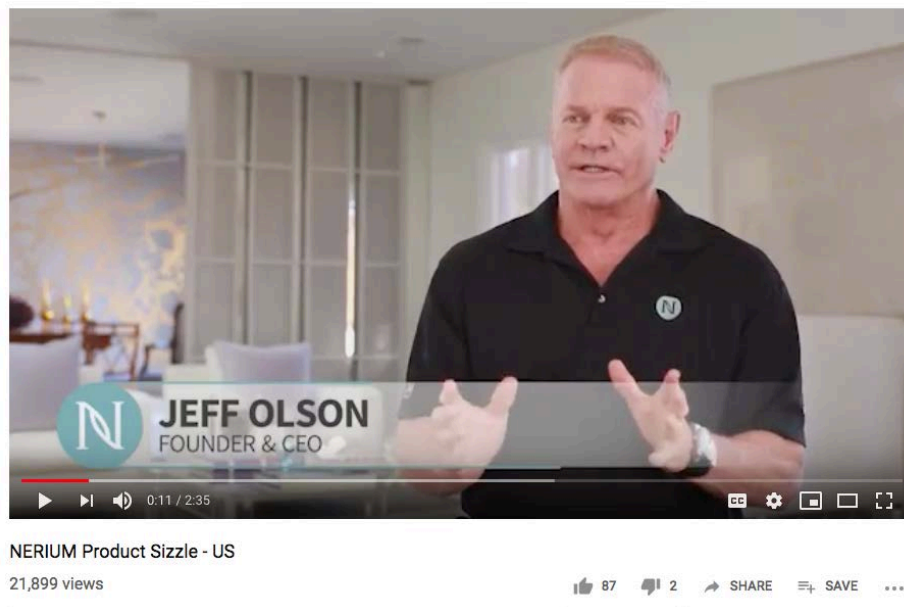 N
N JEFF OLSON
FOUNDER & CEO
0:11 / 2:35
CC
NERIUM Product Sizzle - US
21,899 views
87 2 SHARE SAVE